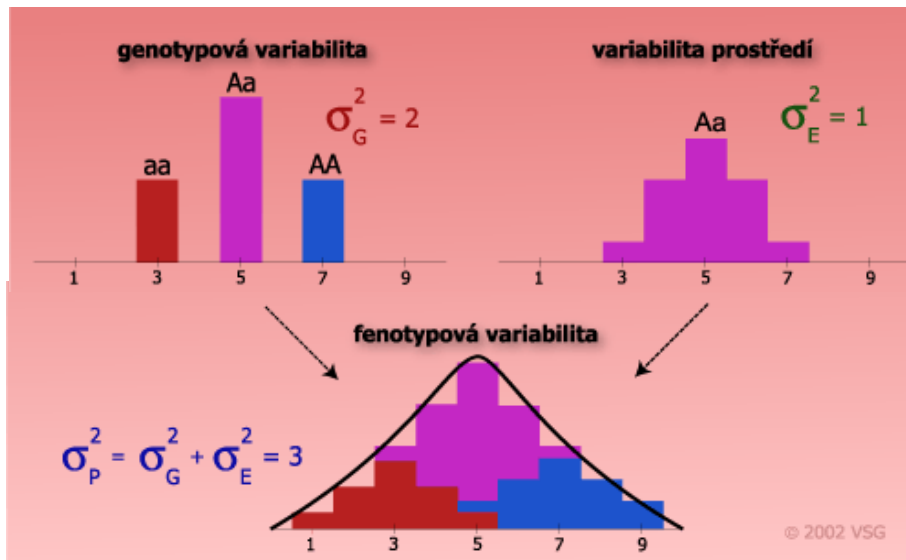 genotypová variabilita
Aa
aa
AA
σ²G = 2
1 3 5 7 9
variabilita prostředí
Aa
σ²E = 1
1 3 5 7 9
fenotypová variabilita
σ²P = σ²G + σ²E = 3
1 3 5 7 9
© 2002 VSG